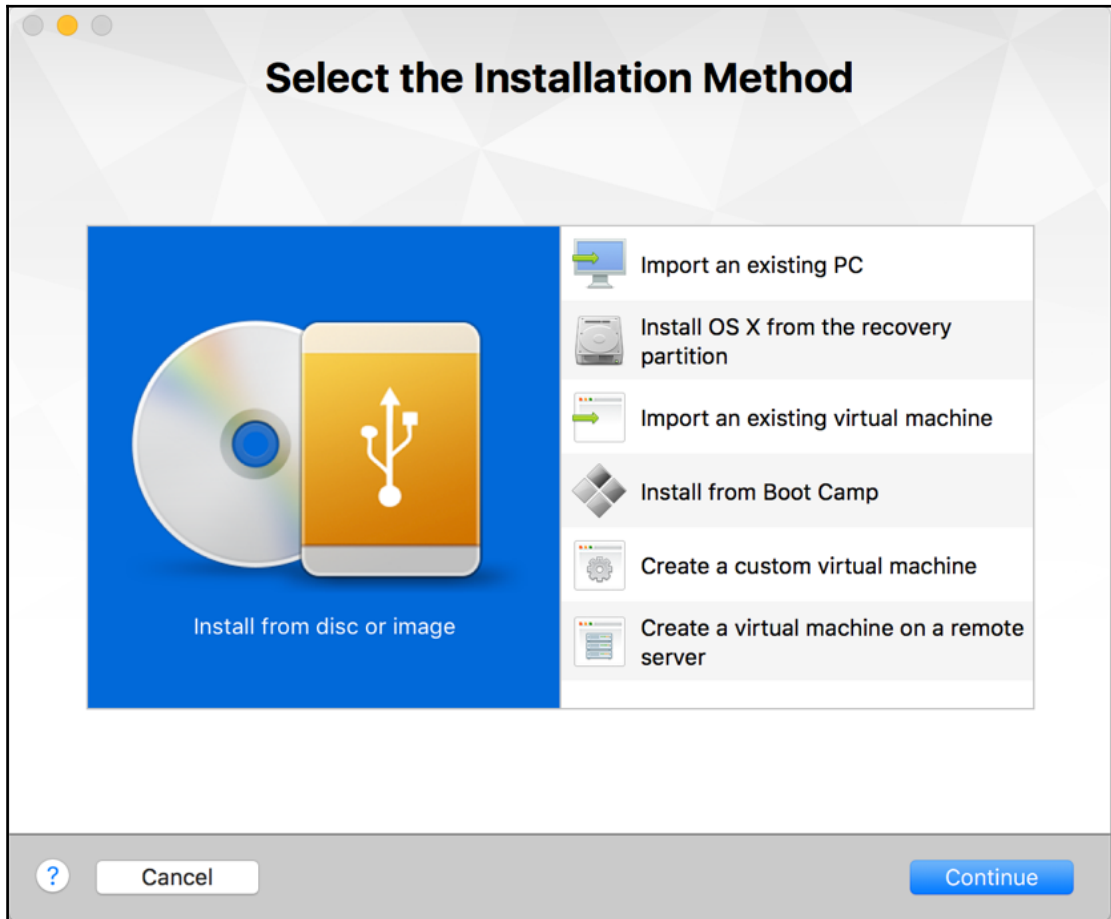 Select the Installation Method
Install from disc or image
Import an existing PC
Install OS X from the recovery
partition
Import an existing virtual machine
Install from Boot Camp
Create a custom virtual machine
Create a virtual machine on a remote
server
?
Cancel
Continue